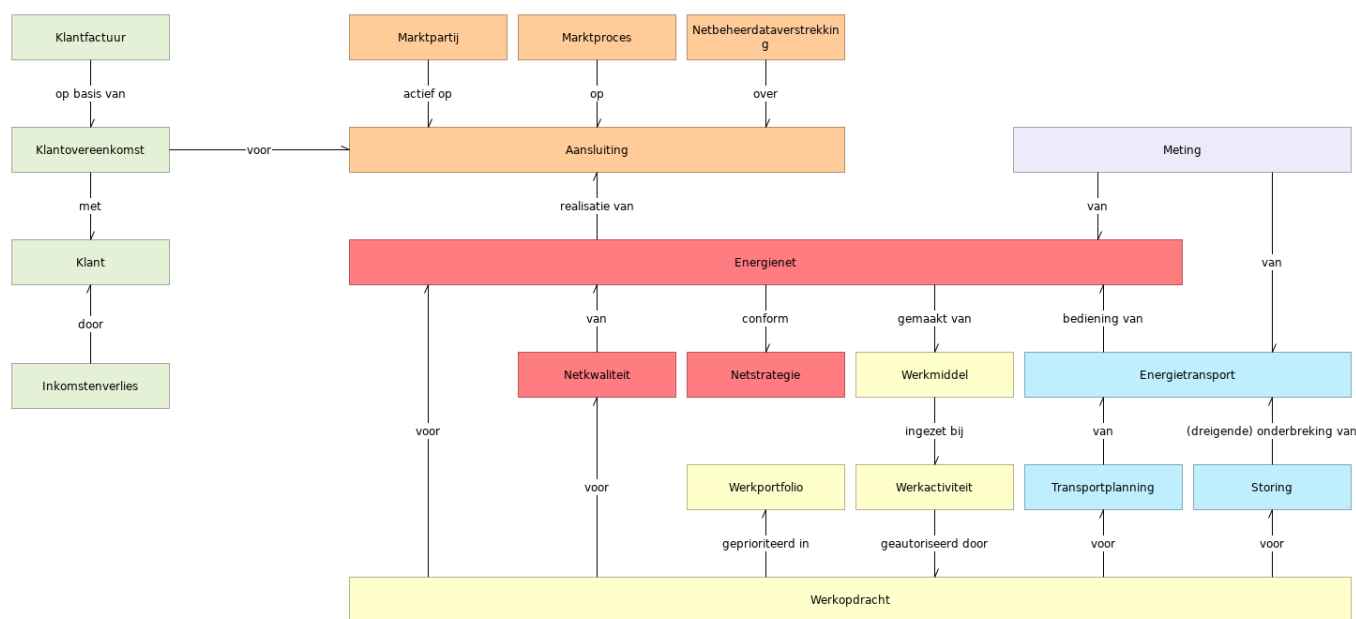 Klantfactuur
Marktpartij
Marktproces
Netbeheerdataverstrekkin
g
op basis van
actief op
op
over
Klantovereenkomst
voor
Aansluiting
Meting
met
realisatie van
van
Klant
Energienet
van
door
van
conform
gemaakt van
bediening van
Inkomstenverlies
Netkwaliteit
Netstrategie
Werkmiddel
Energietransport
voor
ingezet bij
van
(dreigende) onderbreking van
voor
Werkportfolio
Werkactiviteit
Transportplanning
Storing
geprioriteerd in
geautoriseerd door
voor
voor
Werkopdracht